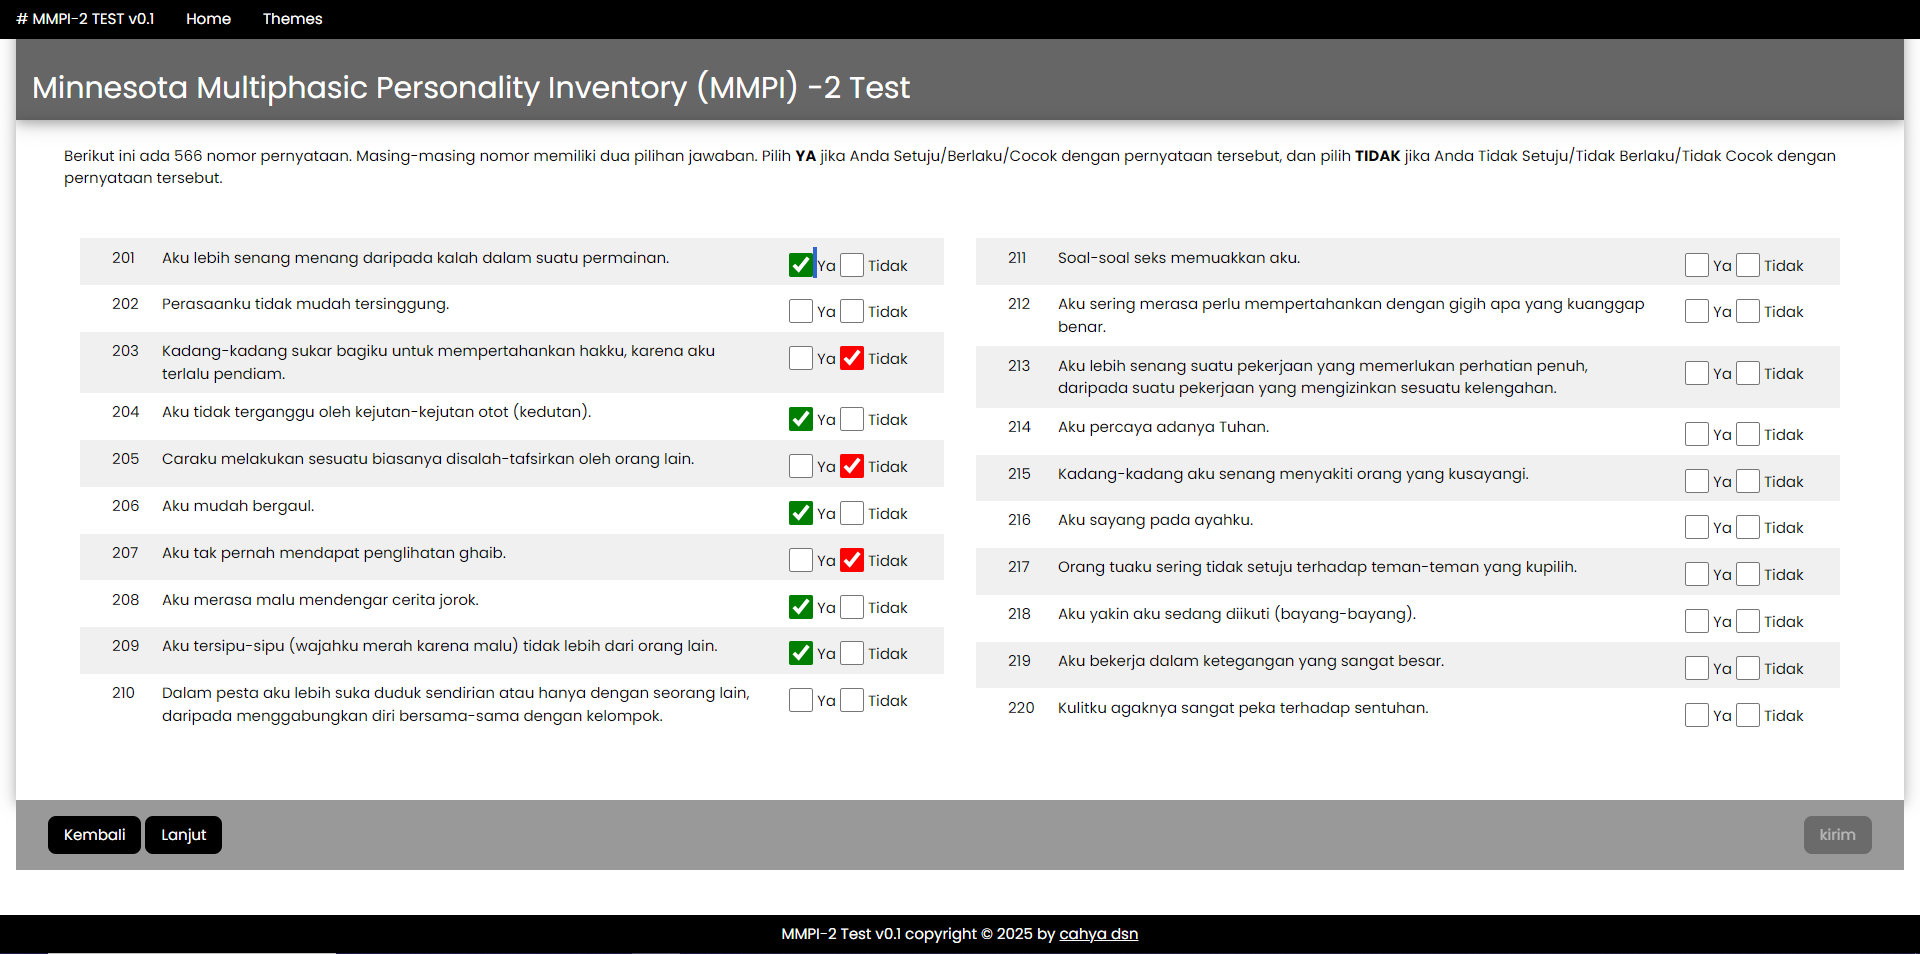 # MMPI-2 TEST v0.1 Home Themes
Minnesota Multiphasic Personality Inventory (MMPI) -2 Test
Berikut ini ada 566 nomor pernyataan. Masing-masing nomor memiliki dua pilihan jawaban. Pilih YA jika Anda Setuju/Berlaku/Cocok dengan pernyataan tersebut, dan pilih TIDAK jika Anda Tidak Setuju/Tidak Berlaku/Tidak Cocok dengan
pernyataan tersebut.
201 Aku lebih senang menang daripada kalah dalam suatu permainan. Ya Tidak
202 Perasaanku tidak mudah tersinggung. Ya Tidak
203 Kadang-kadang sukar bagiku untuk mempertahankan hakku, karena aku Ya Tidak
terlalu pendiam.
204 Aku tidak terganggu oleh kejutan-kejutan otot (kedutan). Ya Tidak
205 Caraku melakukan sesuatu biasanya disalah-tafsirkan oleh orang lain. Ya Tidak
206 Aku mudah bergaul. Ya Tidak
207 Aku tak pernah mendapat penglihatan ghaib. Ya Tidak
208 Aku merasa malu mendengar cerita jorok. Ya Tidak
209 Aku tersipu-sipu (wajahku merah karena malu) tidak lebih dari orang lain. Ya Tidak
210 Dalam pesta aku lebih suka duduk sendirian atau hanya dengan seorang lain, Ya Tidak
daripada menggabungkan diri bersama-sama dengan kelompok.
211 Soal-soal seks memuakkan aku. Ya Tidak
212 Aku sering merasa perlu mempertahankan dengan gigih apa yang kuanggap Ya Tidak
benar.
213 Aku lebih senang suatu pekerjaan yang memerlukan perhatian penuh, Ya Tidak
daripada suatu pekerjaan yang mengizinkan sesuatu kelengahan.
214 Aku percaya adanya Tuhan. Ya Tidak
215 Kadang-kadang aku senang menyakiti orang yang kusayangi. Ya Tidak
216 Aku sayang pada ayahku. Ya Tidak
217 Orang tuaku sering tidak setuju terhadap teman-teman yang kupilih. Ya Tidak
218 Aku yakin aku sedang diikuti (bayang-bayang). Ya Tidak
219 Aku bekerja dalam ketegangan yang sangat besar. Ya Tidak
220 Kulitku agaknya sangat peka terhadap sentuhan. Ya Tidak
Kembali Lanjut kirim
MMPI-2 Test v0.1 copyright © 2025 by cahya dsn